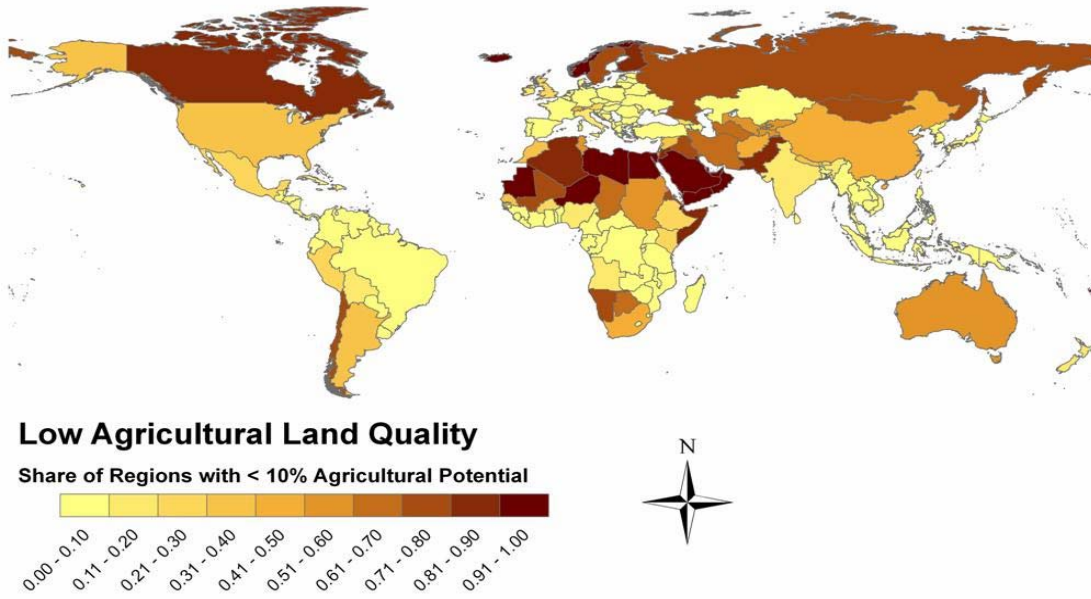 Low Agricultural Land Quality
Share of Regions with < 10% Agricultural Potential
0.00 - 0.10
0.11 - 0.20
0.21 - 0.30
0.31 - 0.40
0.41 - 0.50
0.51 - 0.60
0.61 - 0.70
0.71 - 0.80
0.81 - 0.90
0.91 - 1.00
N